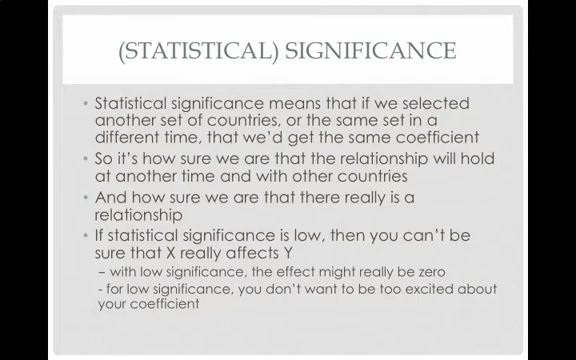 (STATISTICAL) SIGNIFICANCE
• Statistical significance means that if we selected
another set of countries, or the same set in a
different time, that we'd get the same coefficient
• So it's how sure we are that the relationship will hold
at another time and with other countries
• And how sure we are that there really is a
relationship
• If statistical significance is low, then you can't be
sure that X really affects Y
– with low significance, the effect might really be zero
- for low significance, you don't want to be too excited about
your coefficient